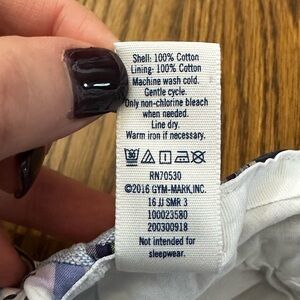 Shell: 100% Cotton
Lining: 100% Cotton
Machine wash cold.
Gentle cycle.
Only non-chlorine bleach
when needed.
Line dry.
Warm iron if necessary.
RN70530
©2016 GYM-MARK,INC.
16 JJ SMR 3
100023580
200300918
Not intended for
sleepwear.